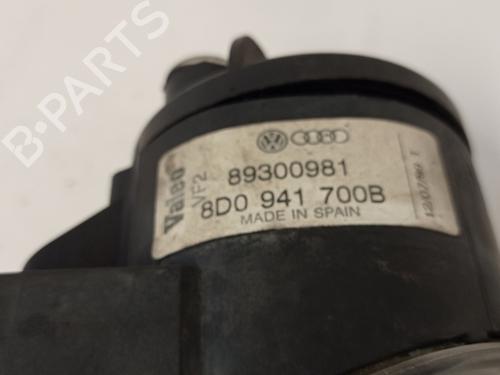 B-PARTS
Valeo
VF2
89300981
8D0 941 700B
MADE IN SPAIN